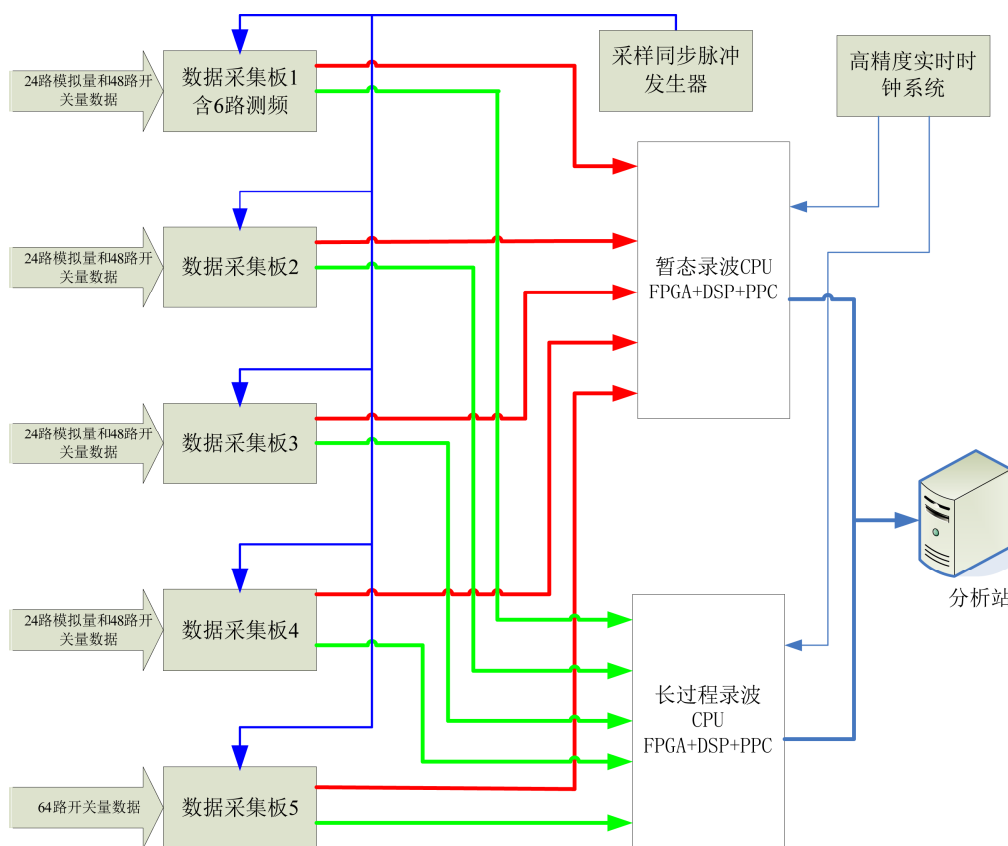 24路模拟量和48路开
关量数据
数据采集板1
含6路测频
采样同步脉冲
发生器
高精度实时时
钟系统
24路模拟量和48路开
关量数据
数据采集板2
暂态录波CPU
FPGA+DSP+PPC
24路模拟量和48路开
关量数据
数据采集板3
分析站
24路模拟量和48路开
关量数据
数据采集板4
长过程录波
CPU
FPGA+DSP+PPC
64路开关量数据
数据采集板5